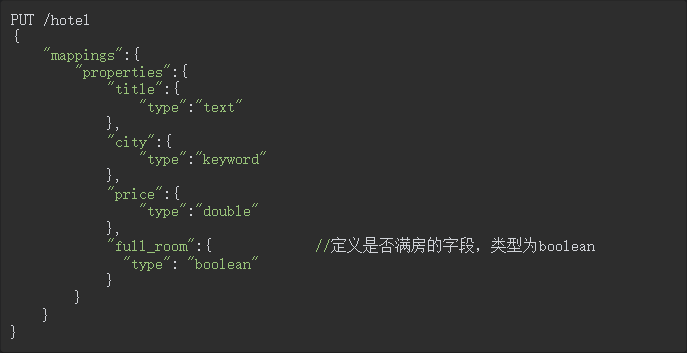 PUT /hotel
{
    "mappings":{
        "properties":{
            "title":{
                "type":"text"
            },
            "city":{
                "type":"keyword"
            },
            "price":{
                "type":"double"
            },
            "full_room":{             //定义是否满房的字段，类型为boolean
              "type": "boolean"
            }
        }
    }
}